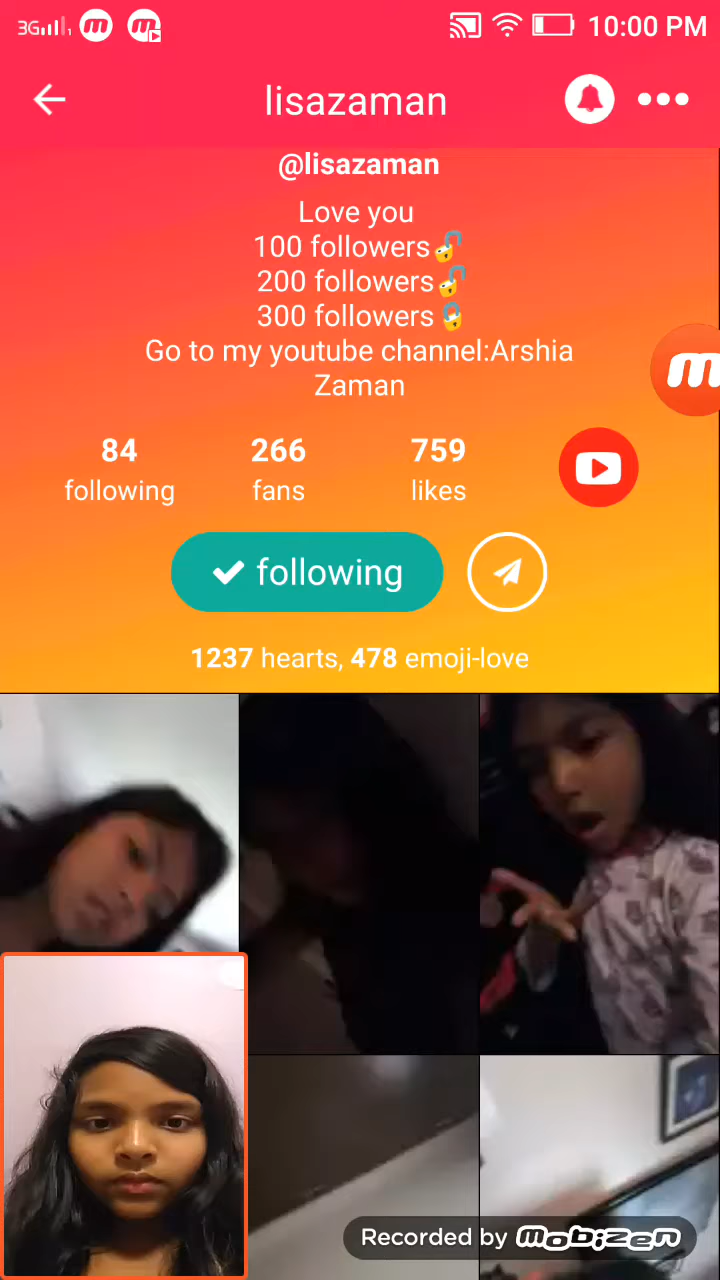 3G 1 m m 10:00 PM
lisazaman
@lisazaman
Love you
100 followers🔓
200 followers🔓
300 followers🔒
Go to my youtube channel:Arshia
Zaman
m
84 266 759
following fans likes
following
1237 hearts, 478 emoji-love
Recorded by mobizen